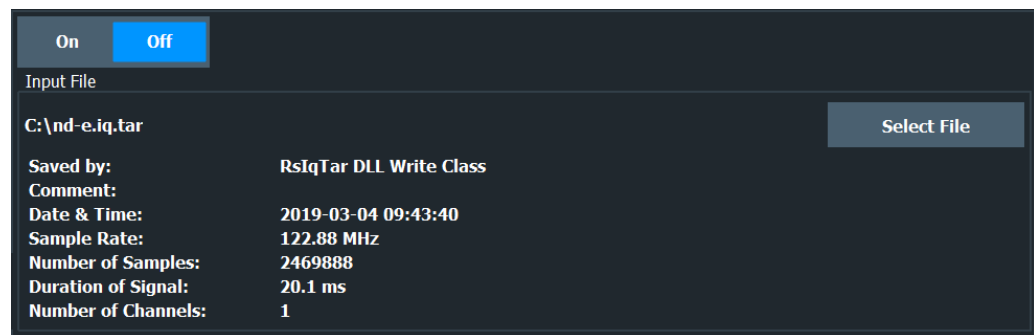 On Off
Input File
C:\nd-e.iq.tar Select File
Saved by: RsIqTar DLL Write Class
Comment:
Date & Time: 2019-03-04 09:43:40
Sample Rate: 122.88 MHz
Number of Samples: 2469888
Duration of Signal: 20.1 ms
Number of Channels: 1